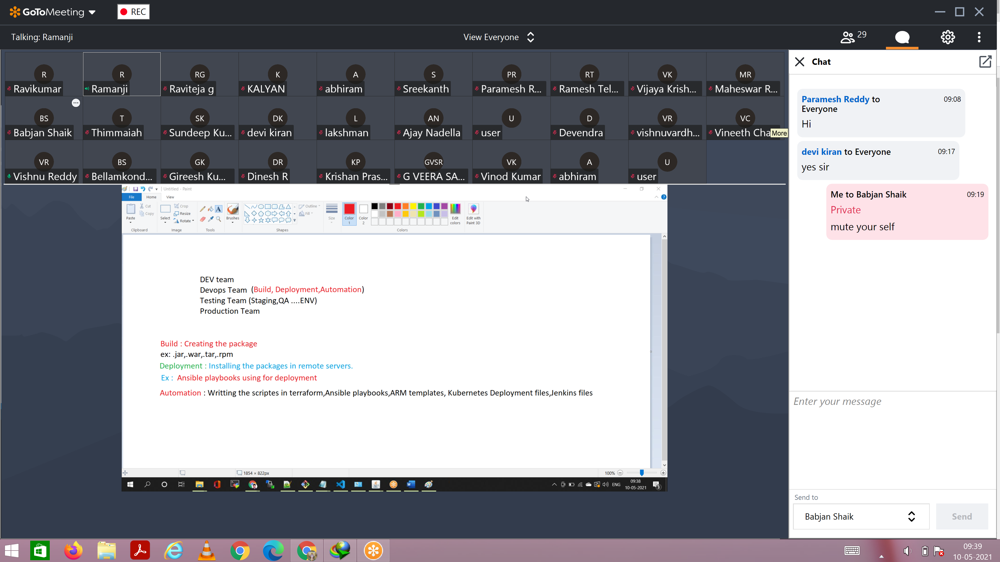 GoToMeeting
REC
Talking: Ramanji
View Everyone
29
R
Ravikumar
R
Ramanji
RG
Raviteja g
K
KALYAN
A
abhiram
S
Sreekanth
PR
Paramesh R...
RT
Ramesh Tel...
VK
Vijaya Krish...
MR
Maheswar R...
BS
Babjan Shaik
T
Thimmaiah
SK
Sundeep Ku...
DK
devi kiran
L
lakshman
AN
Ajay Nadella
U
user
D
Devendra
VR
vishnuvardh...
VC
Vineeth Cha
More
VR
Vishnu Reddy
BS
Bellamkond...
GK
Gireesh Ku...
DR
Dinesh R
KP
Krishan Pras...
GVSR
G VEERA SA...
VK
Vinod Kumar
A
abhiram
U
user
Untitled - Paint
File Home View
Paste
Cut
Copy
Clipboard
Select
Crop
Resize
Rotate
Image
A
Tools
Brushes
Shapes
Outline
Fill
Size
Color 1
Color 2
Edit colors
Colors
Edit with Paint 3D
DEV team
Devops Team (Build, Deployment,Automation)
Testing Team (Staging,QA ....ENV)
Production Team
Build : Creating the package
ex: .jar,.war,.tar,.rpm
Deployment : Installing the packages in remote servers.
Ex : Ansible playbooks using for deployment
Automation : Writting the scriptes in terraform,Ansible playbooks,ARM templates, Kubernetes Deployment files,Jenkins files
1854 × 822px
100%
ENG
09:38
10-05-2021
3
Chat
Paramesh Reddy to Everyone 09:08
Hi
devi kiran to Everyone 09:17
yes sir
Me to Babjan Shaik 09:19
Private
mute your self
Enter your message
Send to
Babjan Shaik
Send
09:39
10-05-2021